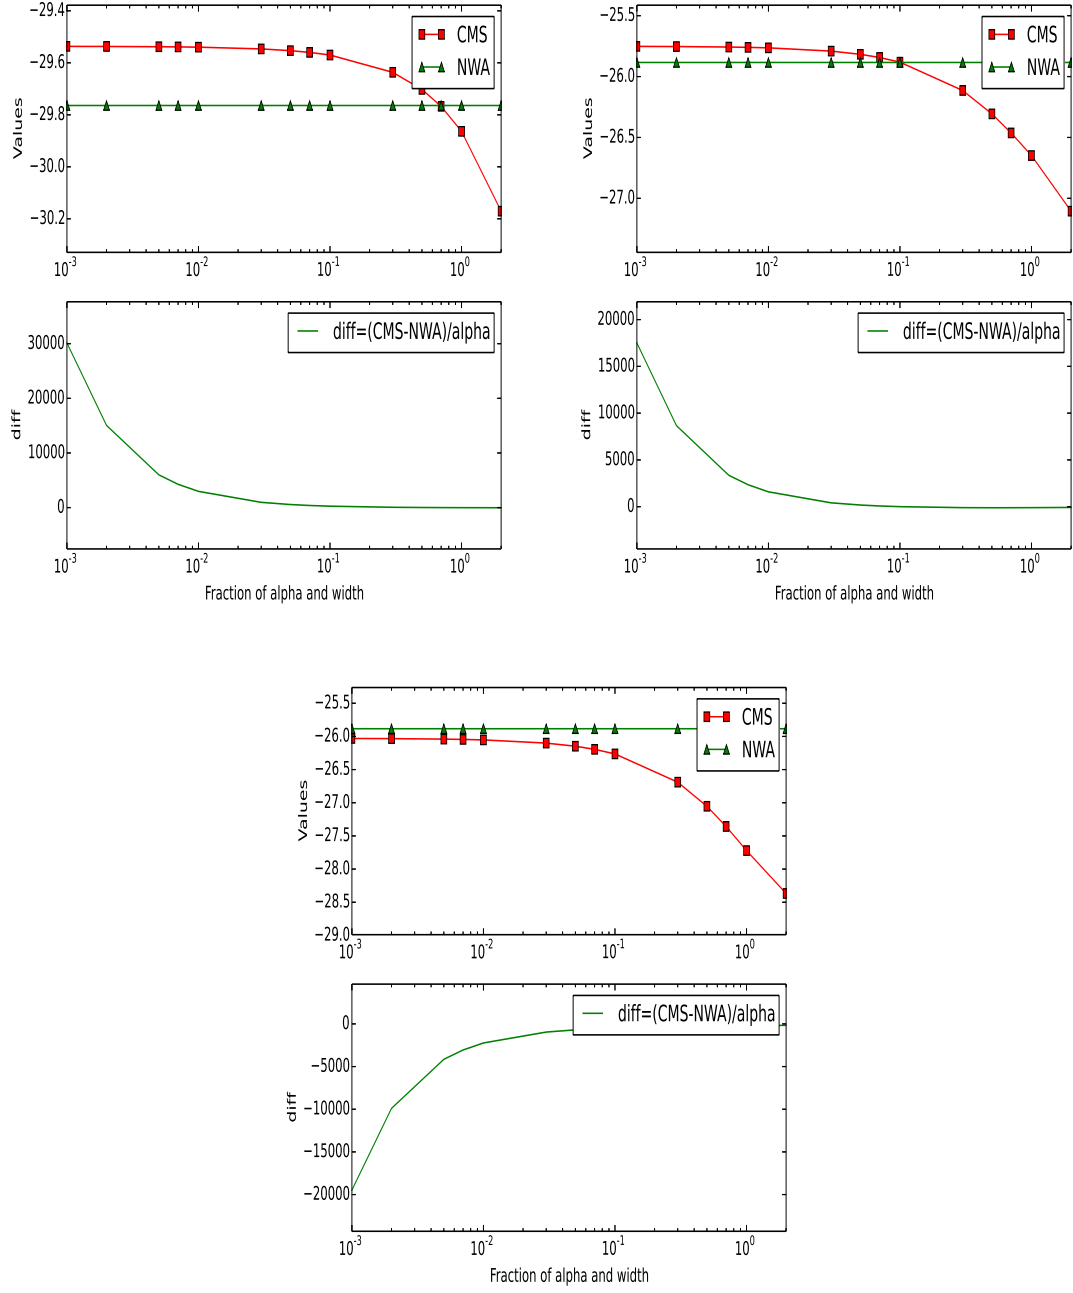 −29.4
−29.6
−29.8
−30.0
−30.2
Values
CMS
NWA
10-3 10-2 10-1 100
−25.5
−26.0
−26.5
−27.0
Values
CMS
NWA
10-3 10-2 10-1 100
30000
20000
10000
0
diff
diff=(CMS-NWA)/alpha
10-3 10-2 10-1 100
Fraction of alpha and width
20000
15000
10000
5000
0
diff
diff=(CMS-NWA)/alpha
10-3 10-2 10-1 100
Fraction of alpha and width
−25.5
−26.0
−26.5
−27.0
−27.5
−28.0
−28.5
−29.0
Values
CMS
NWA
10-3 10-2 10-1 100
0
−5000
−10000
−15000
−20000
diff
diff=(CMS-NWA)/alpha
10-3 10-2 10-1 100
Fraction of alpha and width